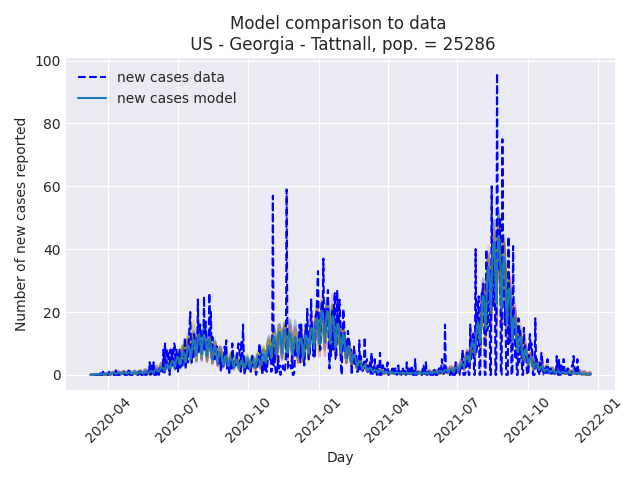 Model comparison to data
US - Georgia - Tattnall, pop. = 25286
new cases data
new cases model
Number of new cases reported
100
80
60
40
20
0
2020-04
2020-07
2020-10
2021-01
2021-04
2021-07
2021-10
2022-01
Day